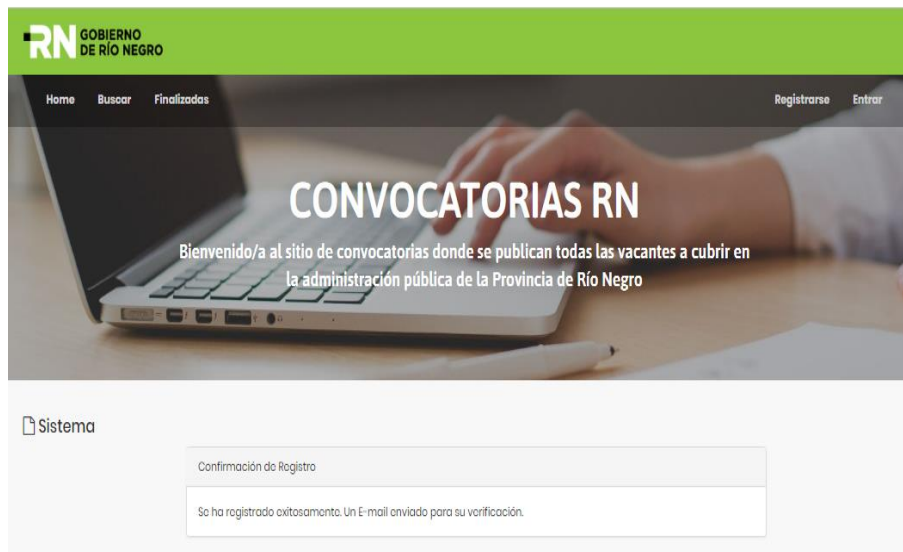 RN GOBIERNO
DE RÍO NEGRO
Home Buscar Finalizadas Registrarse Entrar
CONVOCATORIAS RN
Bienvenido/a al sitio de convocatorias donde se publican todas las vacantes a cubrir en
la administración pública de la Provincia de Río Negro
Sistema
Confirmación de Registro
Se ha registrado exitosamente. Un E-mail enviado para su verificación.